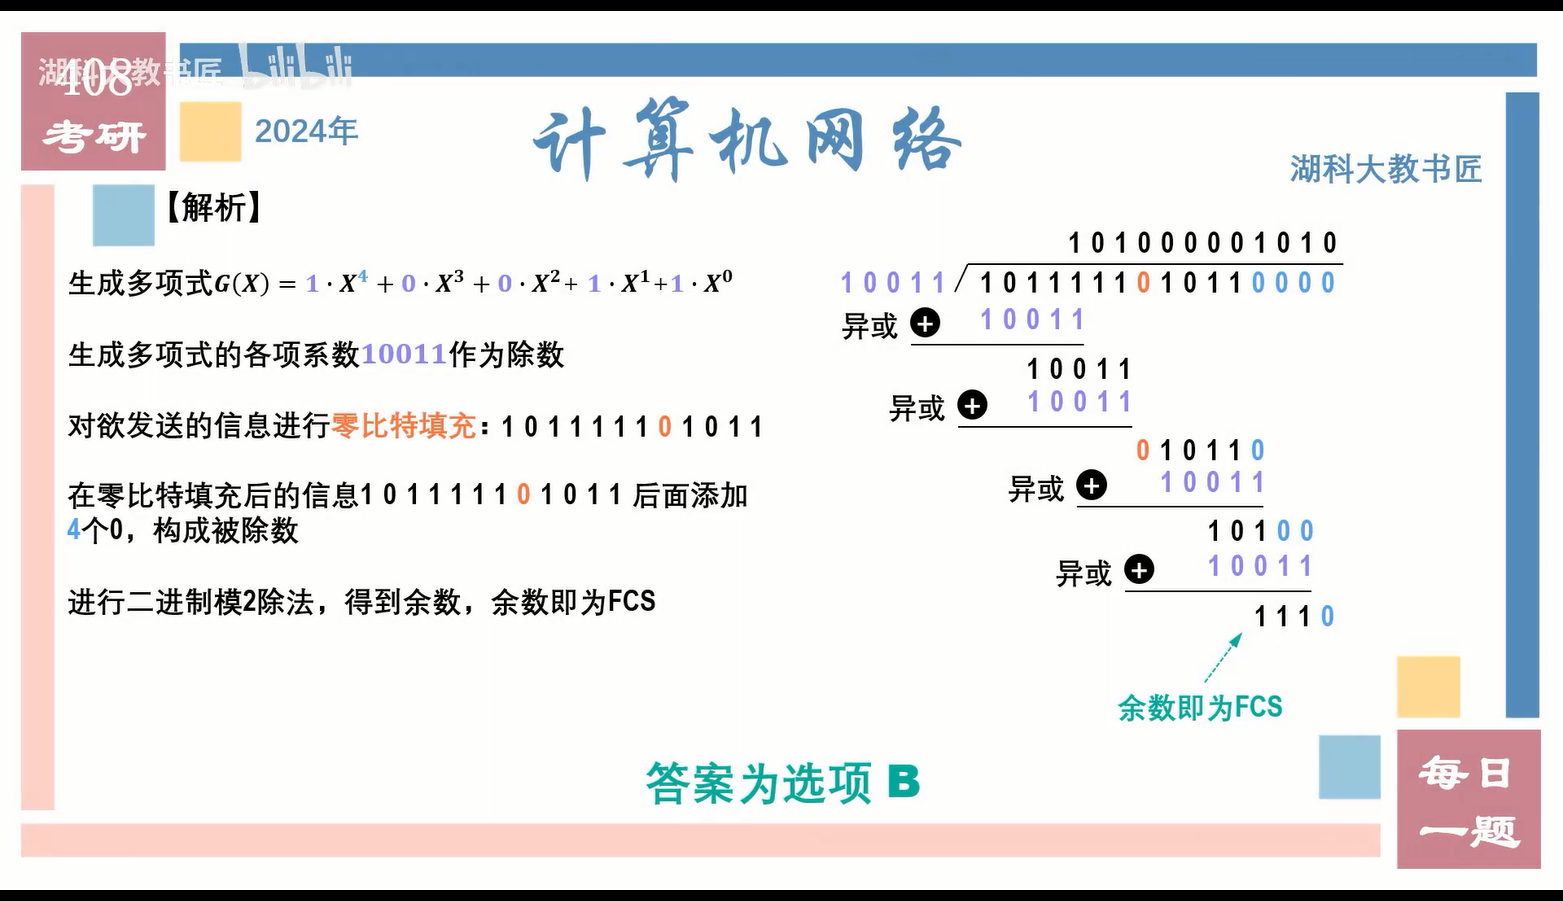 湖科大教书匠 bilibili
408
考研
2024年
计算机网络
湖科大教书匠
【解析】
生成多项式G(X) = 1 · X⁴ + 0 · X³ + 0 · X² + 1 · X¹ + 1 · X⁰
生成多项式的各项系数10011作为除数
对欲发送的信息进行零比特填充：1 0 1 1 1 1 1 0 1 0 1 1
在零比特填充后的信息1 0 1 1 1 1 1 0 1 0 1 1 后面添加
4个0，构成被除数
进行二进制模2除法，得到余数，余数即为FCS
1 0 1 0 0 0 0 0 1 0 1 0
1 0 0 1 1 / 1 0 1 1 1 1 1 0 1 0 1 1 0 0 0 0
异或 + 1 0 0 1 1
1 0 0 1 1
异或 + 1 0 0 1 1
0 1 0 1 1 0
异或 + 1 0 0 1 1
1 0 1 0 0
异或 + 1 0 0 1 1
1 1 1 0
余数即为FCS
答案为选项 B
每日
一题